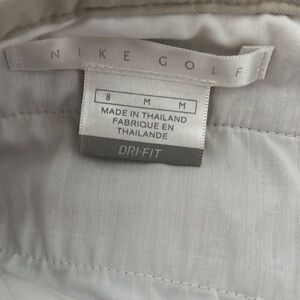 NIKE GOLF
8 M M
MADE IN THAILAND
FABRIQUE EN
THAILANDE
DRI-FIT